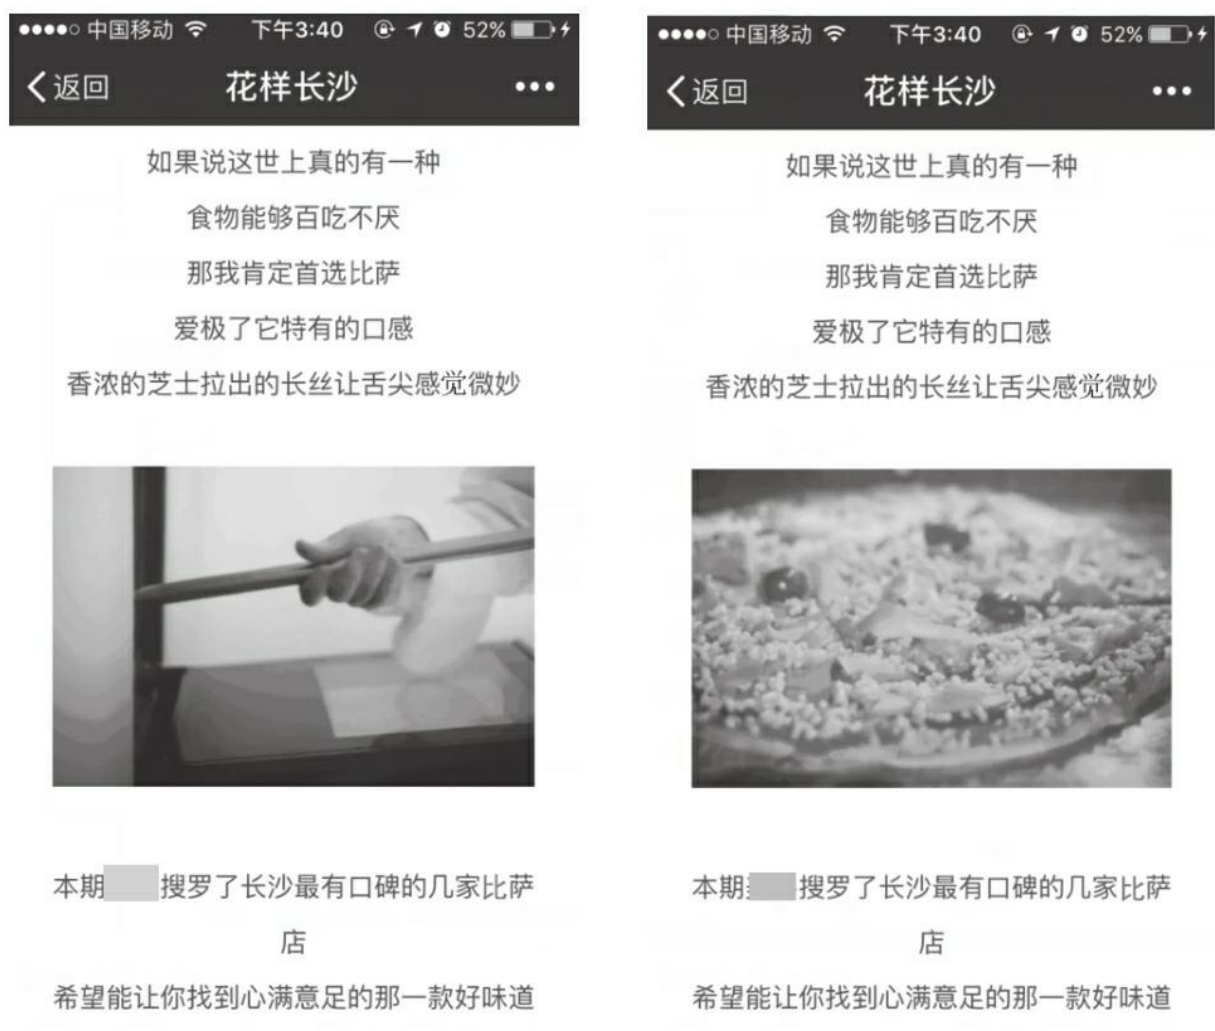 中国移动 下午3:40 52%
返回 花样长沙
如果说这世上真的有一种
食物能够百吃不厌
那我肯定首选比萨
爱极了它特有的口感
香浓的芝士拉出的长丝让舌尖感觉微妙
本期 搜罗了长沙最有口碑的几家比萨
店
希望能让你找到心满意足的那一款好味道
中国移动 下午3:40 52%
返回 花样长沙
如果说这世上真的有一种
食物能够百吃不厌
那我肯定首选比萨
爱极了它特有的口感
香浓的芝士拉出的长丝让舌尖感觉微妙
本期 搜罗了长沙最有口碑的几家比萨
店
希望能让你找到心满意足的那一款好味道